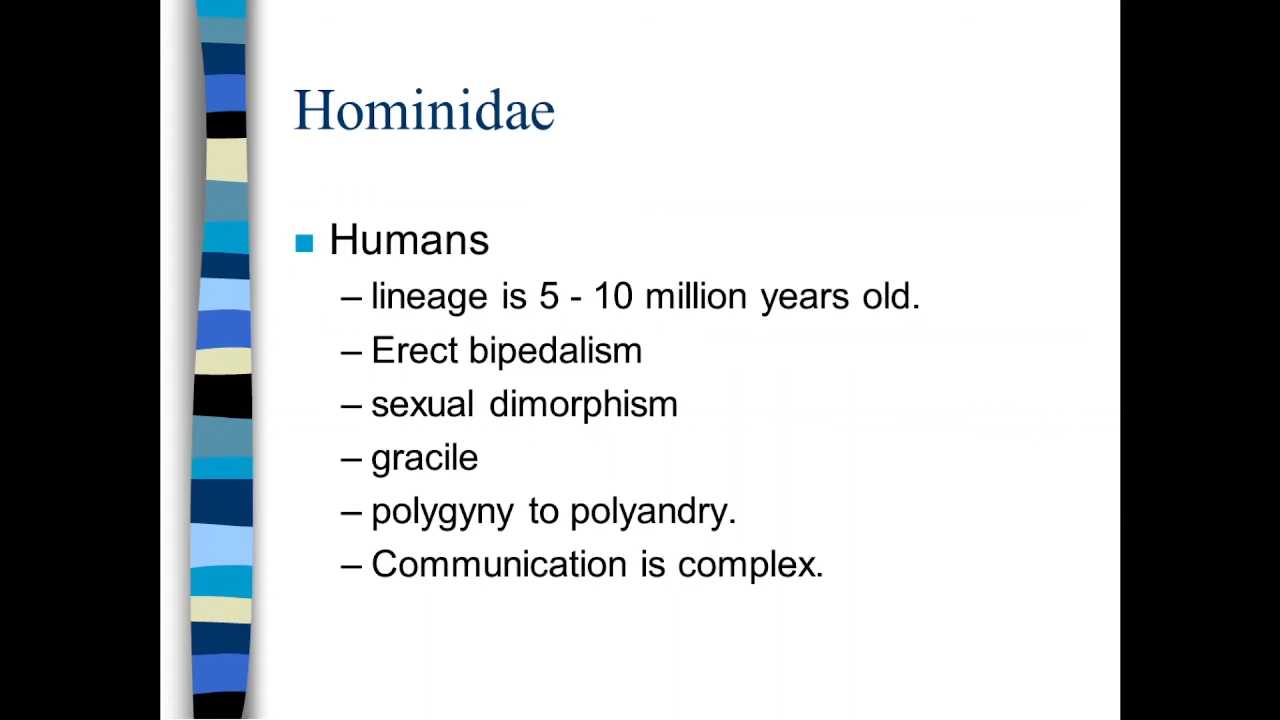 Hominidae
Humans
– lineage is 5 - 10 million years old.
– Erect bipedalism
– sexual dimorphism
– gracile
– polygyny to polyandry.
– Communication is complex.